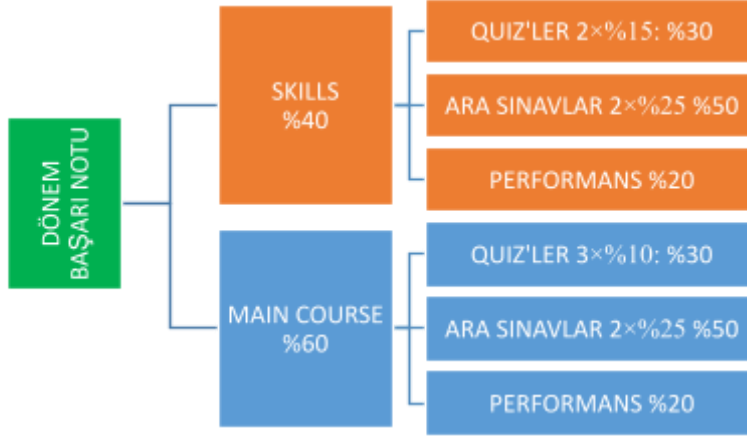 DÖNEM
BAŞARI NOTU
SKILLS
%40
QUIZ'LER 2×%15: %30
ARA SINAVLAR 2×%25 %50
PERFORMANS %20
MAIN COURSE
%60
QUIZ'LER 3×%10: %30
ARA SINAVLAR 2×%25 %50
PERFORMANS %20